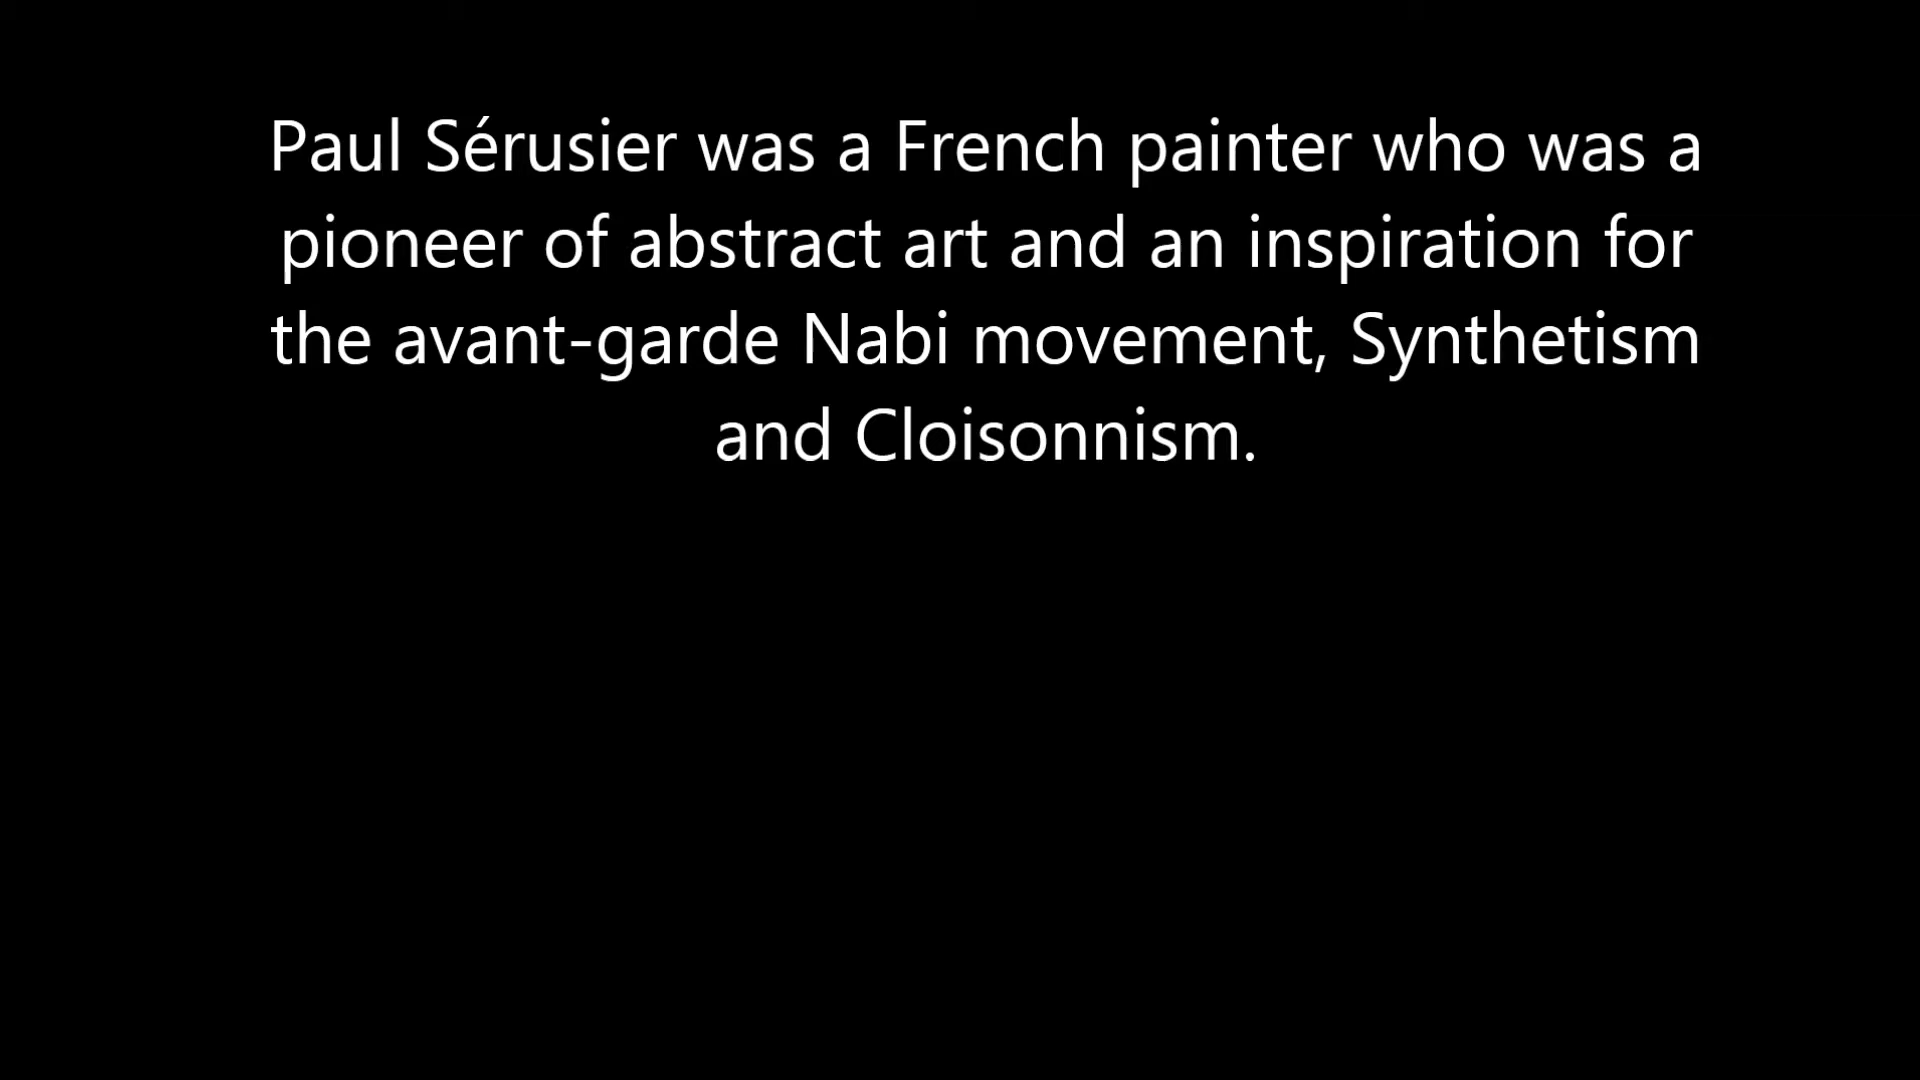 Paul Sérusier was a French painter who was a
pioneer of abstract art and an inspiration for
the avant-garde Nabi movement, Synthetism
and Cloisonnism.